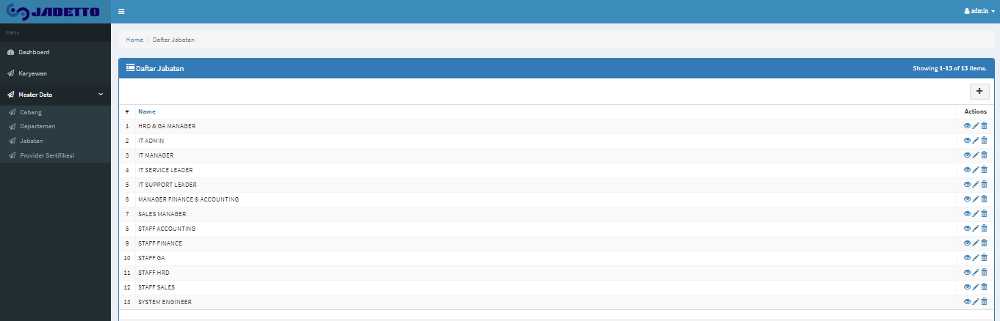 JABETTO
admin
Menu
Home / Daftar Jabatan
Dashboard
Daftar Jabatan
Showing 1-13 of 13 items.
Karyawan
Master Data
Cabang
Departemen
Jabatan
Provider Sertifikasi
# Name Actions
1 HRD & GA MANAGER
2 IT ADMIN
3 IT MANAGER
4 IT SERVICE LEADER
5 IT SUPPORT LEADER
6 MANAGER FINANCE & ACCOUNTING
7 SALES MANAGER
8 STAFF ACCOUNTING
9 STAFF FINANCE
10 STAFF GA
11 STAFF HRD
12 STAFF SALES
13 SYSTEM ENGINEER